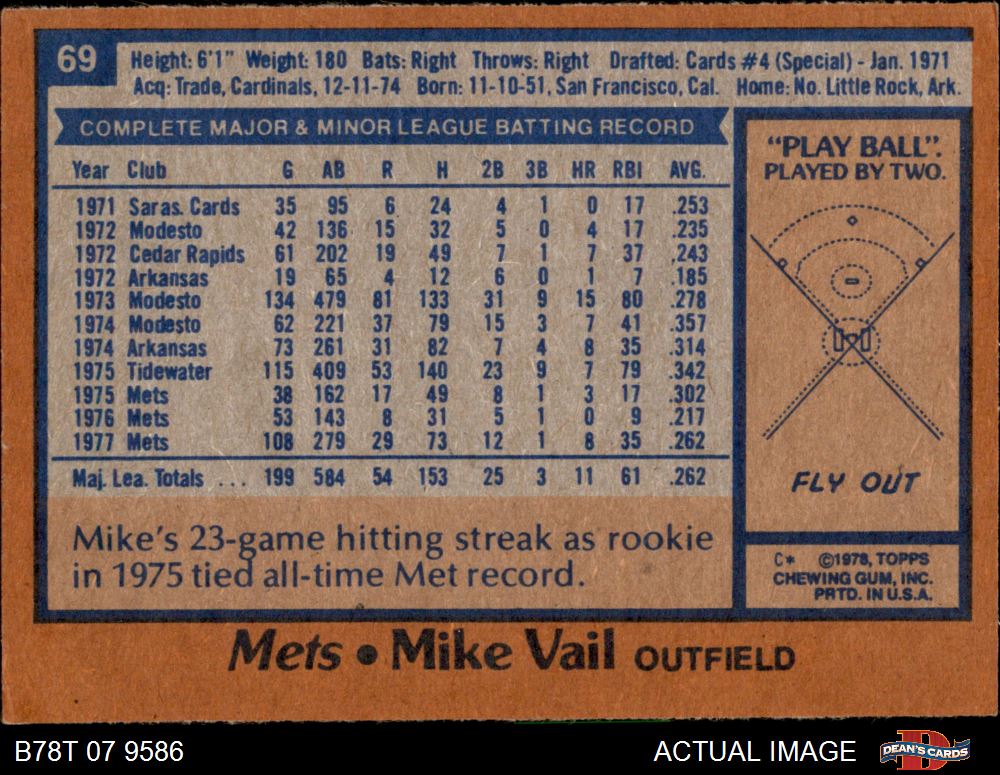 69
Height: 6'1" Weight: 180 Bats: Right Throws: Right Drafted: Cards #4 (Special) - Jan. 1971
Acq: Trade, Cardinals, 12-11-74 Born: 11-10-51, San Francisco, Cal. Home: No. Little Rock, Ark.
COMPLETE MAJOR & MINOR LEAGUE BATTING RECORD
Year Club G AB R H 2B 3B HR RBI AVG.
1971 Saras. Cards 35 95 6 24 4 1 0 17 .253
1972 Modesto 42 136 15 32 5 0 4 17 .235
1972 Cedar Rapids 61 202 19 49 7 1 7 37 .243
1972 Arkansas 19 65 4 12 6 0 1 7 .185
1973 Modesto 134 479 81 133 31 9 15 80 .278
1974 Modesto 62 221 37 79 15 3 7 41 .357
1974 Arkansas 73 261 31 82 7 4 8 35 .314
1975 Tidewater 115 409 53 140 23 9 7 79 .342
1975 Mets 38 162 17 49 8 1 3 17 .302
1976 Mets 53 143 8 31 5 1 0 9 .217
1977 Mets 108 279 29 73 12 1 8 35 .262
Maj. Lea. Totals ... 199 584 54 153 25 3 11 61 .262
Mike's 23-game hitting streak as rookie
in 1975 tied all-time Met record.
"PLAY BALL".
PLAYED BY TWO.
FLY OUT
C* ©1978, TOPPS
CHEWING GUM, INC.
PRTD. IN U.S.A.
Mets • Mike Vail OUTFIELD
B78T 07 9586
ACTUAL IMAGE
D
DEAN'S CARDS